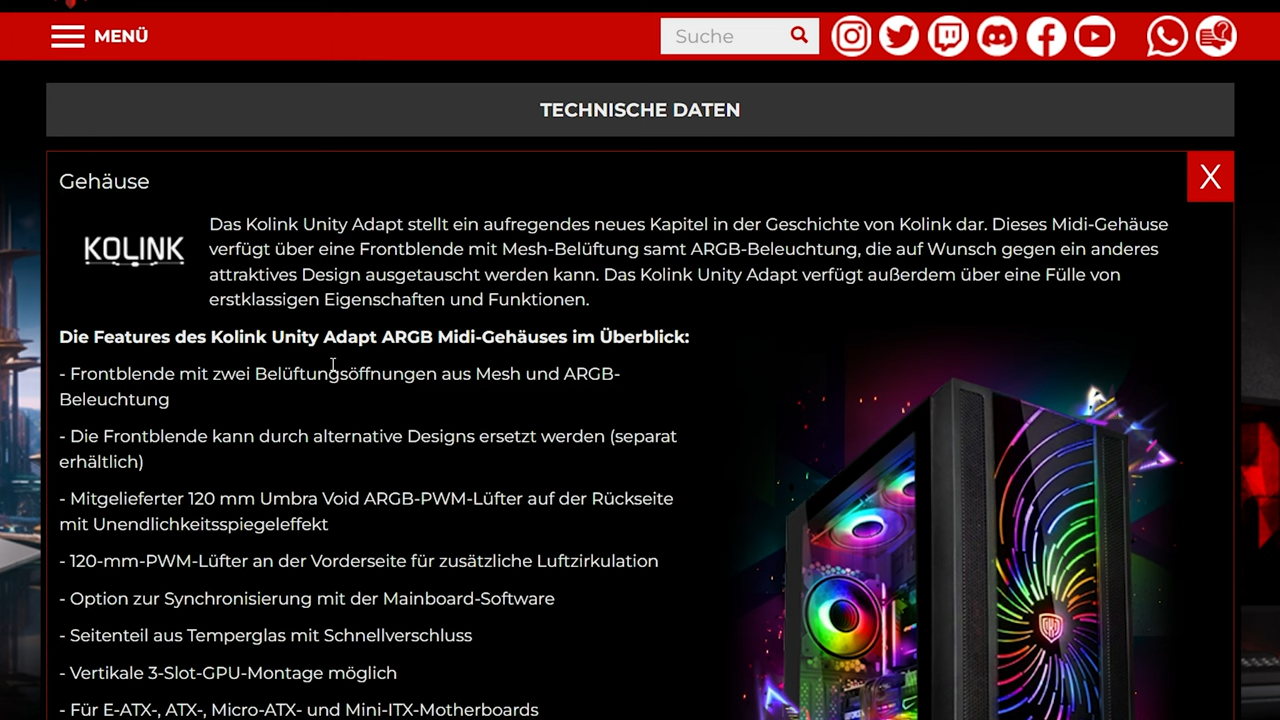 MENÜ
Suche
TECHNISCHE DATEN
Gehäuse
X
KOLINK
Das Kolink Unity Adapt stellt ein aufregendes neues Kapitel in der Geschichte von Kolink dar. Dieses Midi-Gehäuse
verfügt über eine Frontblende mit Mesh-Belüftung samt ARGB-Beleuchtung, die auf Wunsch gegen ein anderes
attraktives Design ausgetauscht werden kann. Das Kolink Unity Adapt verfügt außerdem über eine Fülle von
erstklassigen Eigenschaften und Funktionen.
Die Features des Kolink Unity Adapt ARGB Midi-Gehäuses im Überblick:
- Frontblende mit zwei Belüftungsöffnungen aus Mesh und ARGB-
Beleuchtung
- Die Frontblende kann durch alternative Designs ersetzt werden (separat
erhältlich)
- Mitgelieferter 120 mm Umbra Void ARGB-PWM-Lüfter auf der Rückseite
mit Unendlichkeitsspiegeleffekt
- 120-mm-PWM-Lüfter an der Vorderseite für zusätzliche Luftzirkulation
- Option zur Synchronisierung mit der Mainboard-Software
- Seitenteil aus Temperglas mit Schnellverschluss
- Vertikale 3-Slot-GPU-Montage möglich
- Für E-ATX-, ATX-, Micro-ATX- und Mini-ITX-Motherboards